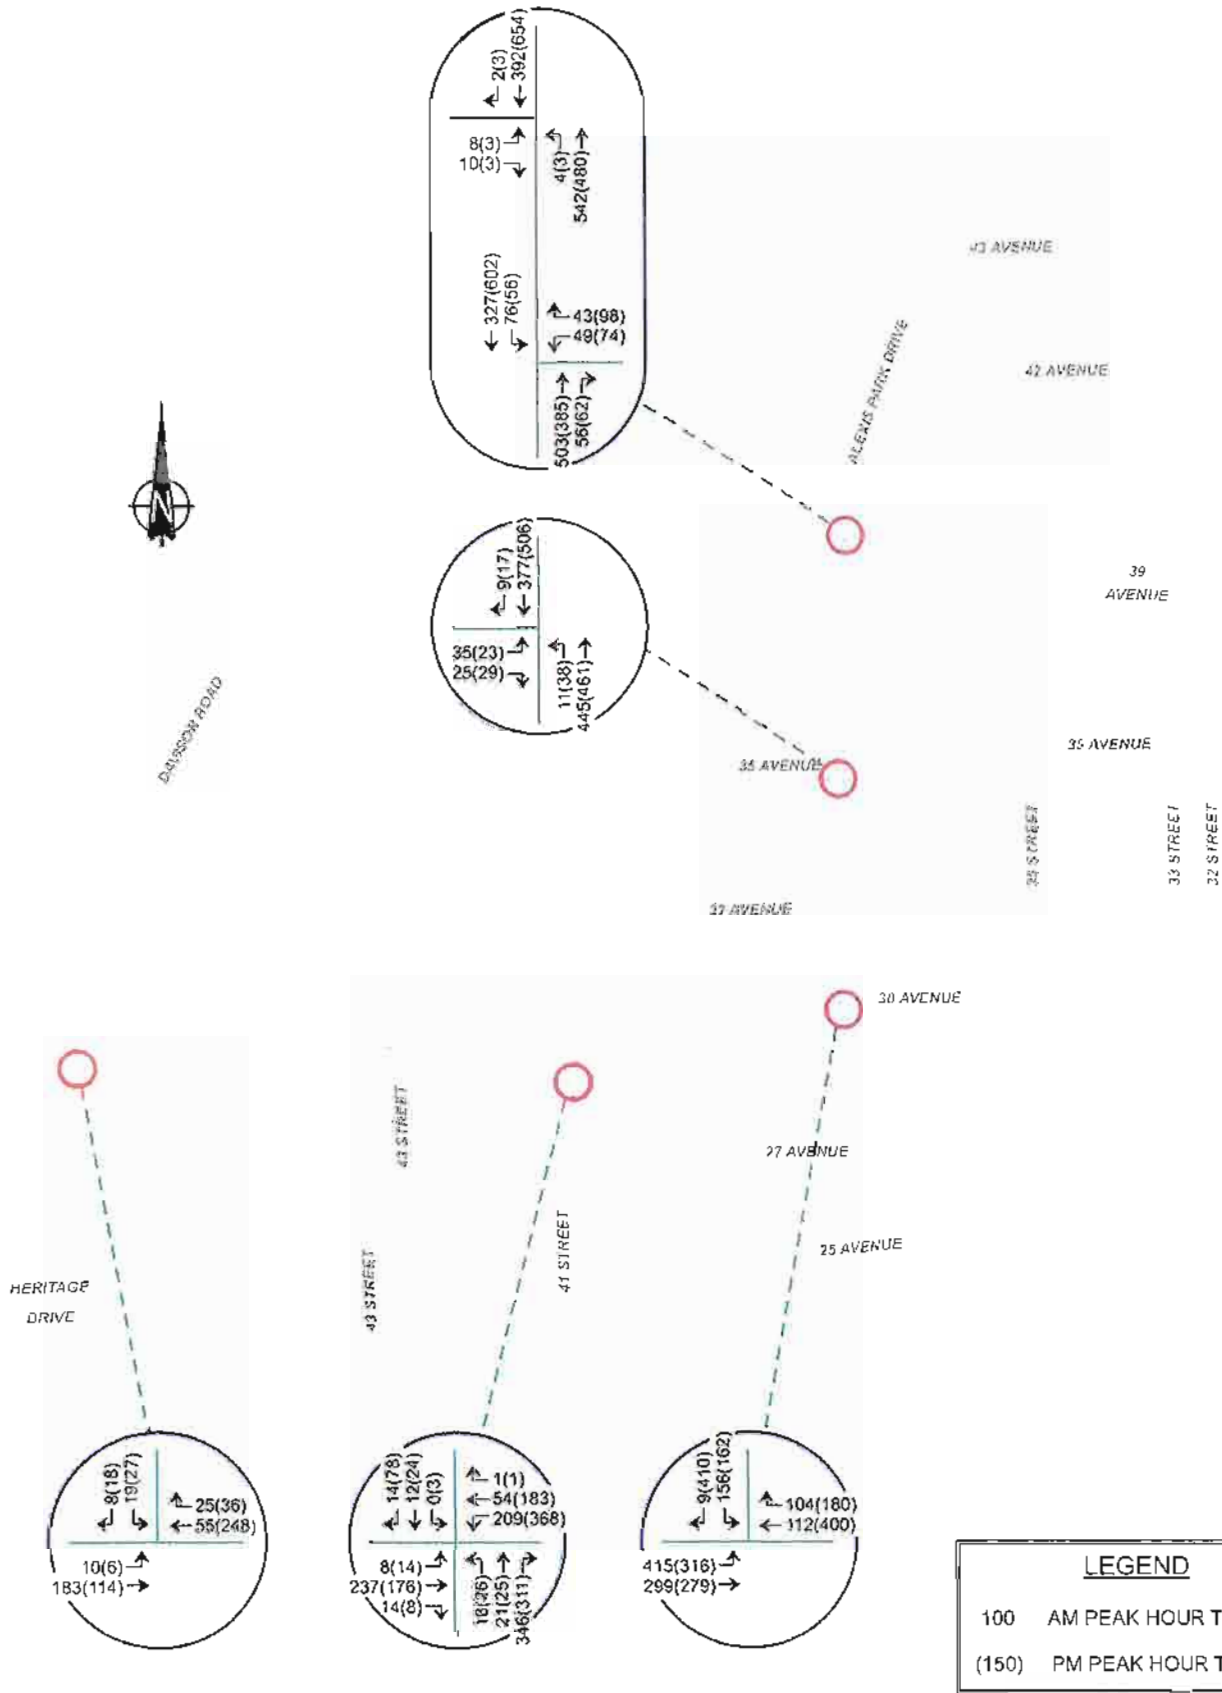 2(3)
392(654)
8(3)
10(3)
4(3)
542(480)
327(602)
76(56)
43(98)
49(74)
503(385)
56(62)
43 AVENUE
42 AVENUE
ALEXIS PARK DRIVE
N
9(17)
377(506)
35(23)
25(29)
11(38)
445(461)
39
AVENUE
DAVISON ROAD
35 AVENUE
35 AVENUE
33 STREET
32 STREET
37 AVENUE
30 AVENUE
43 STREET
27 AVENUE
41 STREET
25 AVENUE
43 STREET
HERITAGE
DRIVE
8(18)
19(27)
25(36)
55(248)
10(6)
183(114)
14(78)
12(24)
0(3)
1(1)
54(183)
209(368)
8(14)
237(176)
14(8)
18(26)
21(25)
346(311)
9(410)
156(162)
104(180)
112(400)
415(316)
299(279)
LEGEND
100 AM PEAK HOUR T
(150) PM PEAK HOUR T